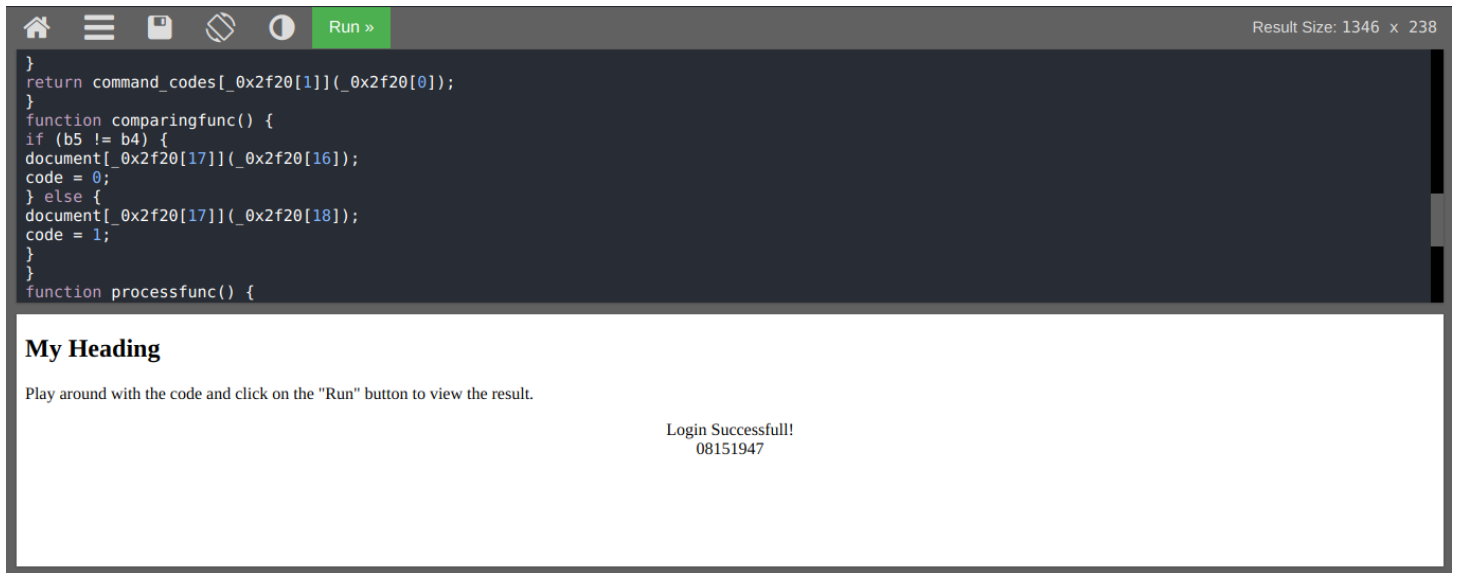 Run »
Result Size: 1346 x 238
}
return command_codes[_0x2f20[1]](_0x2f20[0]);
}
function comparingfunc() {
if (b5 != b4) {
document[_0x2f20[17]](_0x2f20[16]);
code = 0;
} else {
document[_0x2f20[17]](_0x2f20[18]);
code = 1;
}
}
function processfunc() {
My Heading
Play around with the code and click on the "Run" button to view the result.
Login Successfull!
08151947